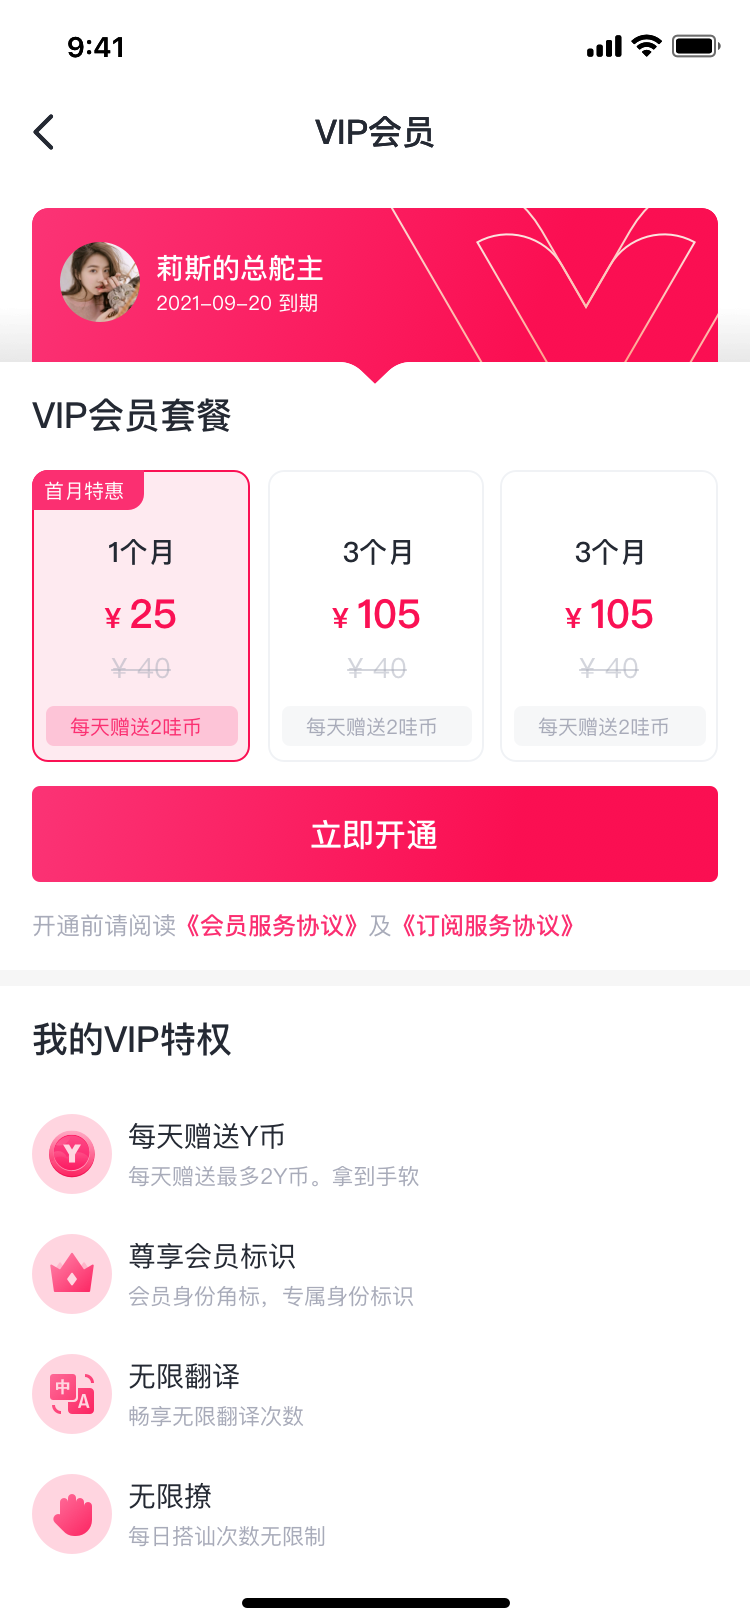 9:41
VIP会员
莉斯的总舵主
2021-09-20 到期
VIP会员套餐
首月特惠
1个月
¥ 25
¥ 40
每天赠送2哇币
3个月
¥ 105
¥ 40
每天赠送2哇币
3个月
¥ 105
¥ 40
每天赠送2哇币
立即开通
开通前请阅读《会员服务协议》及《订阅服务协议》
我的VIP特权
Y
每天赠送Y币
每天赠送最多2Y币。拿到手软
尊享会员标识
会员身份角标，专属身份标识
中
A
无限翻译
畅享无限翻译次数
无限撩
每日搭讪次数无限制